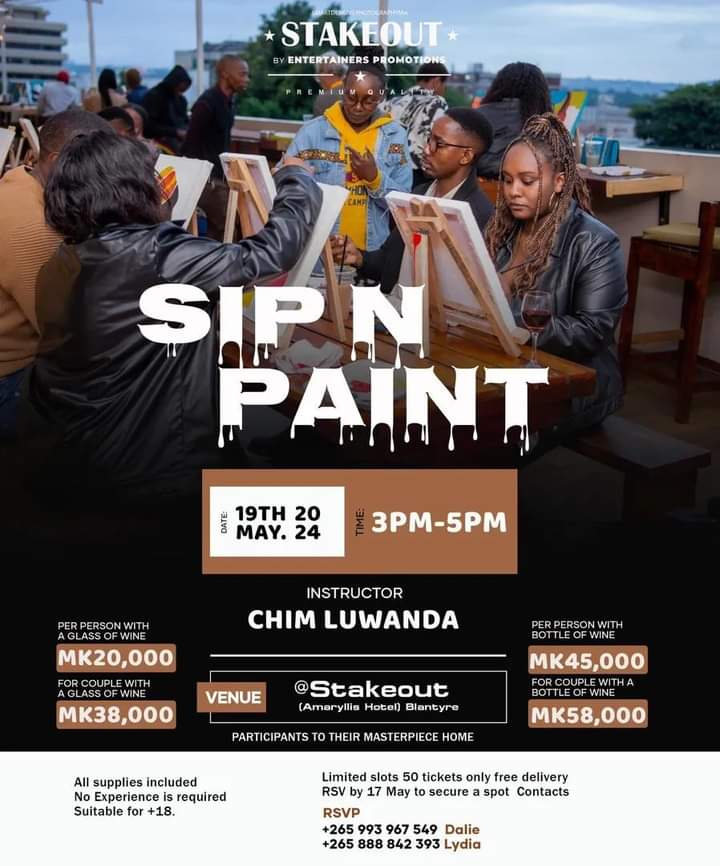 STAKEOUT
BY ENTERTAINERS PROMOTIONS
PREMIUM QUALITY
SIP N
PAINT
DATE:
19TH 20
MAY. 24
TIME:
3PM-5PM
INSTRUCTOR
CHIM LUWANDA
PER PERSON WITH
A GLASS OF WINE
MK20,000
FOR COUPLE WITH
A GLASS OF WINE
MK38,000
PER PERSON WITH
BOTTLE OF WINE
MK45,000
FOR COUPLE WITH A
BOTTLE OF WINE
MK58,000
VENUE
@Stakeout
(Amaryllis Hotel) Blantyre
PARTICIPANTS TO THEIR MASTERPIECE HOME
All supplies included
No Experience is required
Suitable for +18.
Limited slots 50 tickets only free delivery
RSV by 17 May to secure a spot Contacts
RSVP
+265 993 967 549 Dalie
+265 888 842 393 Lydia